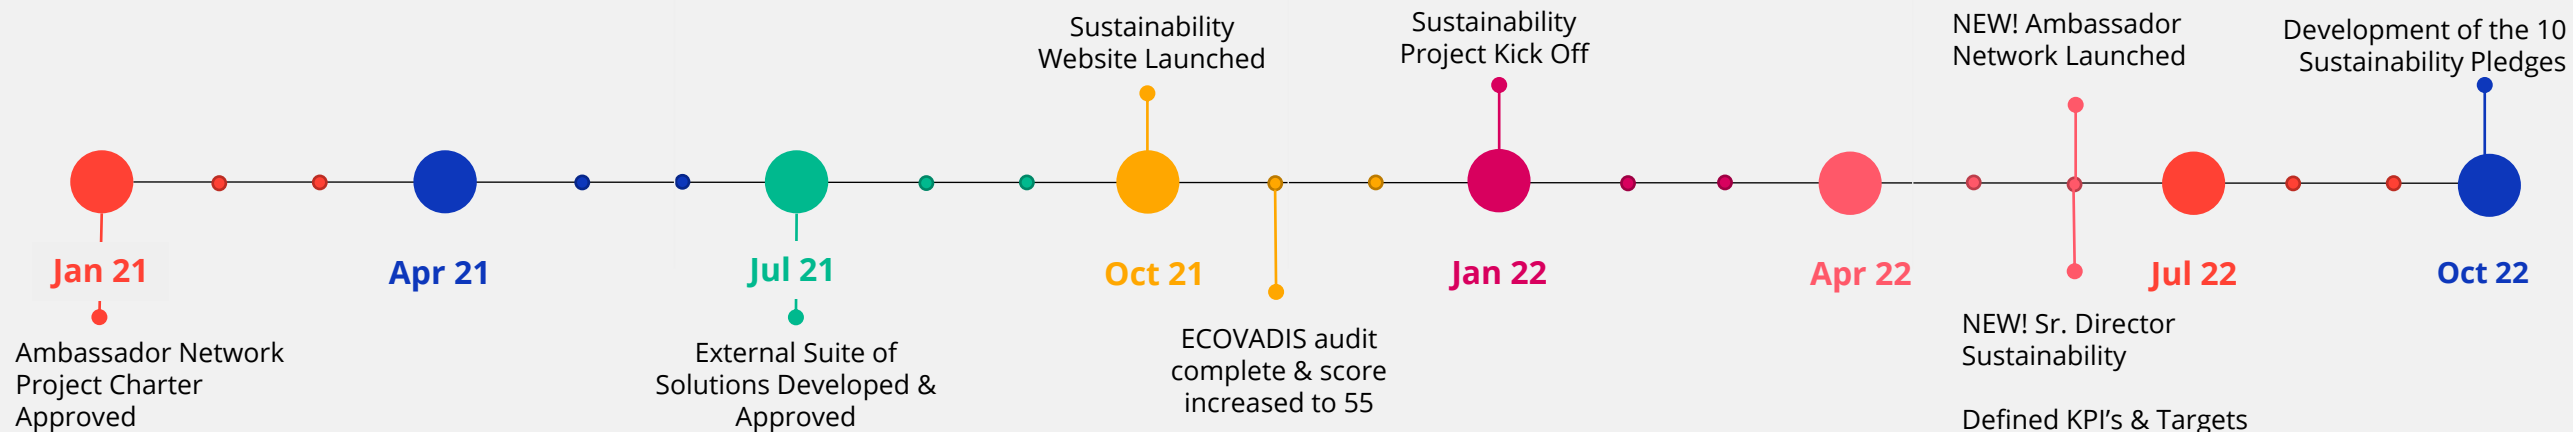 Sustainability
Website Launched
Sustainability
Project Kick Off
NEW! Ambassador
Network Launched
Development of the 10
Sustainability Pledges
Jan 21
Apr 21
Jul 21
Oct 21
Jan 22
Apr 22
Jul 22
Oct 22
Ambassador Network
Project Charter
Approved
External Suite of
Solutions Developed &
Approved
ECOVADIS audit
complete & score
increased to 55
NEW! Sr. Director
Sustainability
Defined KPI's & Targets